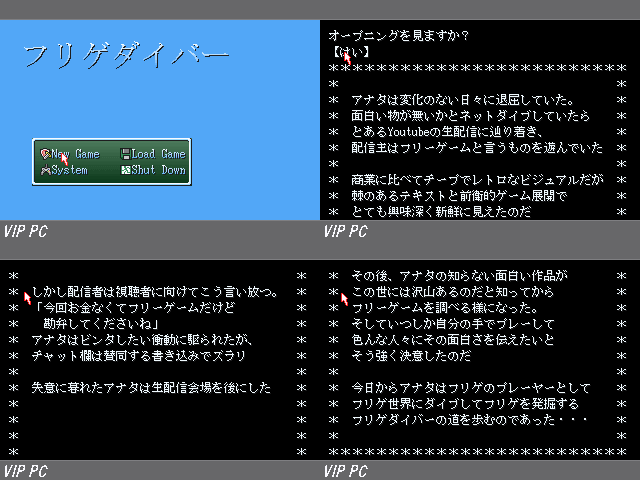 フリゲダイバー
New Game
Load Game
System
Shut Down
VIP PC
オープニングを見ますか？
【はい】
＊＊＊＊＊＊＊＊＊＊＊＊＊＊＊＊＊＊＊
＊
＊ アナタは変化のない日々に退屈していた。
＊ 面白い物が無いかとネットダイブしていたら
＊ とあるYoutubeの生配信に辿り着き、
＊ 配信主はフリーゲームと言うものを遊んでいた
＊
＊ 商業に比べてチープでレトロなビジュアルだが
＊ 棘のあるテキストと前衛的ゲーム展開で
＊ とても興味深く新鮮に見えたのだ
VIP PC
＊ ＊
＊ しかし配信者は視聴者に向けてこう言い放つ。 ＊
＊ 「今回お金なくてフリーゲームだけど ＊
＊ 勘弁してくださいね」 ＊
＊ アナタはビンタしたい衝動に駆られたが、 ＊
＊ チャット欄は賛同する書き込みでズラリ ＊
＊ ＊
＊ 失意に暮れたアナタは生配信会場を後にした ＊
＊ ＊
＊ ＊
＊ ＊
＊ ＊
VIP PC
＊ その後、アナタの知らない面白い作品が ＊
＊ この世には沢山あるのだと知ってから ＊
＊ フリーゲームを調べる様になった。 ＊
＊ そしていつしか自分の手でプレーして ＊
＊ 色んな人々にその面白さを伝えたいと ＊
＊ そう強く決意したのだ ＊
＊ ＊
＊ 今日からアナタはフリゲのプレーヤーとして ＊
＊ フリゲ世界にダイブしてフリゲを発掘する ＊
＊ フリゲダイバーの道を歩むのであった・・・ ＊
＊ ＊
＊＊＊＊＊＊＊＊＊＊＊＊＊＊＊＊＊＊＊
VIP PC